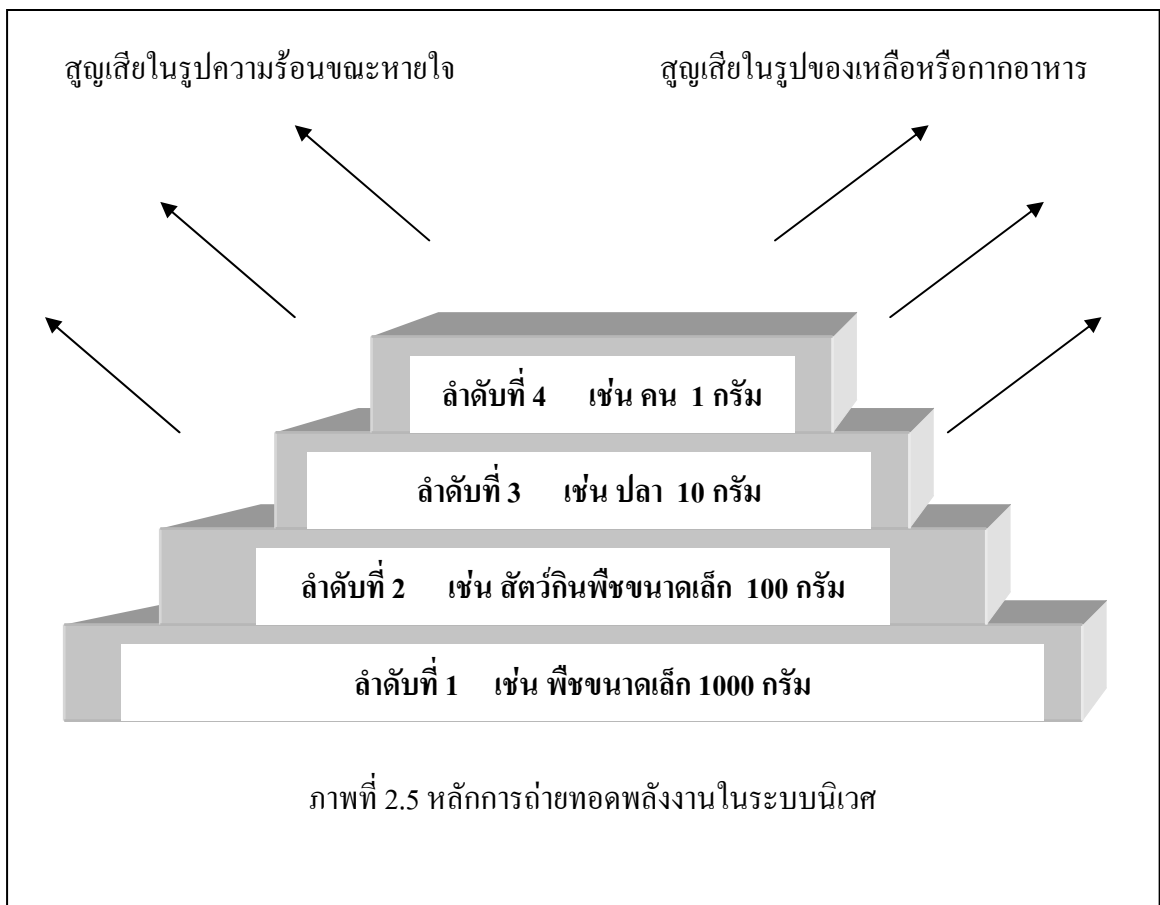 สูญเสียในรูปความร้อนขณะหายใจ สูญเสียในรูปของเหลือหรือกากอาหาร
ลำดับที่ 4 เช่น คน 1 กรัม
ลำดับที่ 3 เช่น ปลา 10 กรัม
ลำดับที่ 2 เช่น สัตว์กินพืชขนาดเล็ก 100 กรัม
ลำดับที่ 1 เช่น พืชขนาดเล็ก 1000 กรัม
ภาพที่ 2.5 หลักการถ่ายทอดพลังงานในระบบนิเวศ